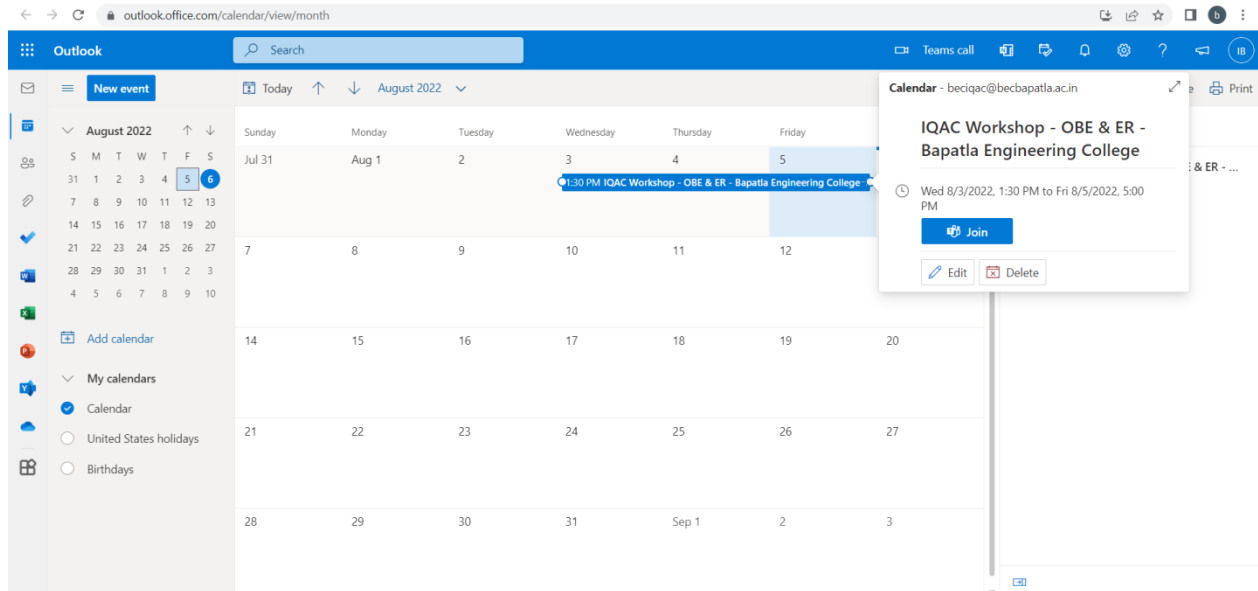 outlook.office.com/calendar/view/month
b
Outlook
Search
Teams call
IB
New event
Today
August 2022
Print
August 2022
S M T W T F S
31 1 2 3 4 5 6
7 8 9 10 11 12 13
14 15 16 17 18 19 20
21 22 23 24 25 26 27
28 29 30 31 1 2 3
4 5 6 7 8 9 10
Add calendar
My calendars
Calendar
United States holidays
Birthdays
Sunday Monday Tuesday Wednesday Thursday Friday
Jul 31 Aug 1 2 3 4 5
1:30 PM IQAC Workshop - OBE & ER - Bapatla Engineering College
7 8 9 10 11 12
14 15 16 17 18 19 20
21 22 23 24 25 26 27
28 29 30 31 Sep 1 2 3
Calendar - beciqac@becbapatla.ac.in
IQAC Workshop - OBE & ER -
Bapatla Engineering College
Wed 8/3/2022, 1:30 PM to Fri 8/5/2022, 5:00
PM
Join
Edit Delete
& ER - ...